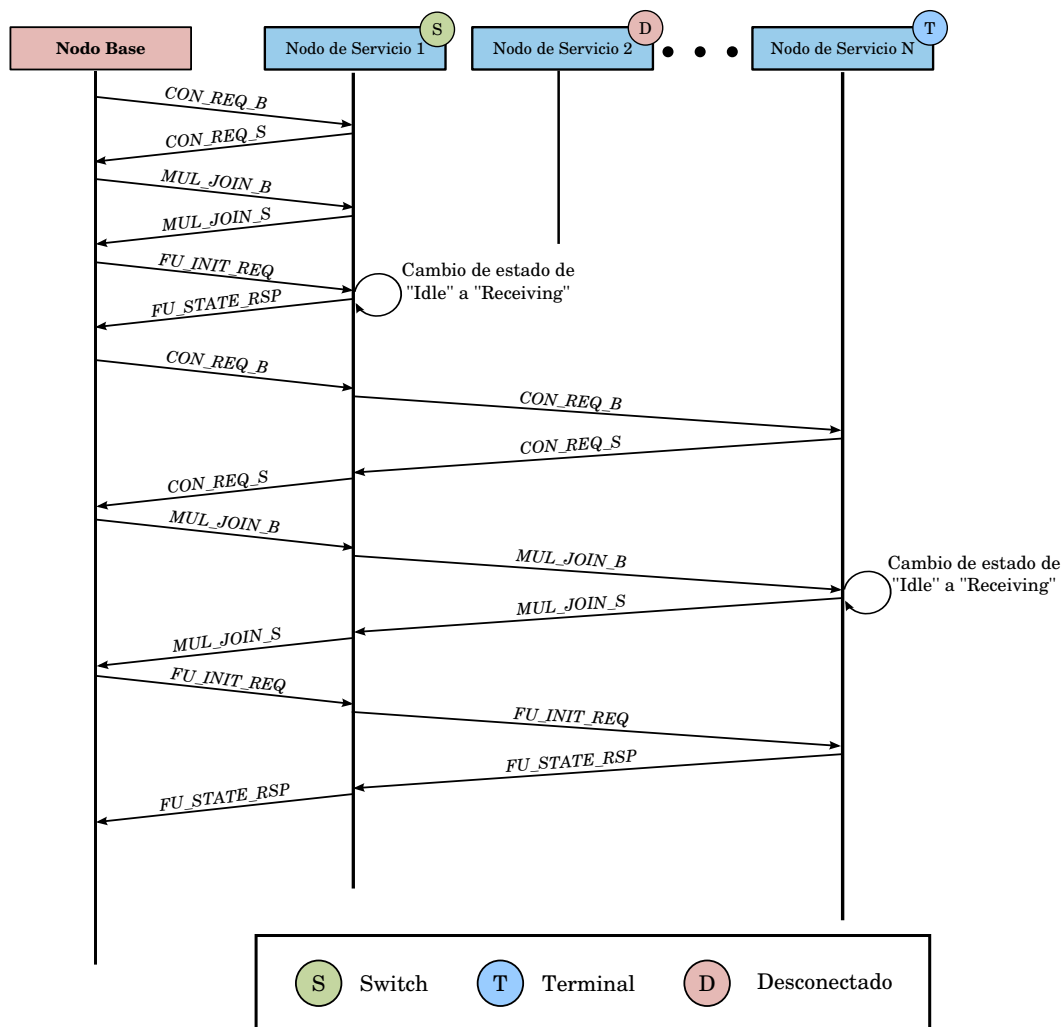 Nodo Base
Nodo de Servicio 1
S
Nodo de Servicio 2
D
Nodo de Servicio N
T
CON_REQ_B
CON_REQ_S
MUL_JOIN_B
MUL_JOIN_S
FU_INIT_REQ
Cambio de estado de
"Idle" a "Receiving"
FU_STATE_RSP
CON_REQ_B
CON_REQ_B
CON_REQ_S
CON_REQ_S
MUL_JOIN_B
MUL_JOIN_B
Cambio de estado de
"Idle" a "Receiving"
MUL_JOIN_S
MUL_JOIN_S
FU_INIT_REQ
FU_INIT_REQ
FU_STATE_RSP
FU_STATE_RSP
S Switch T Terminal D Desconectado